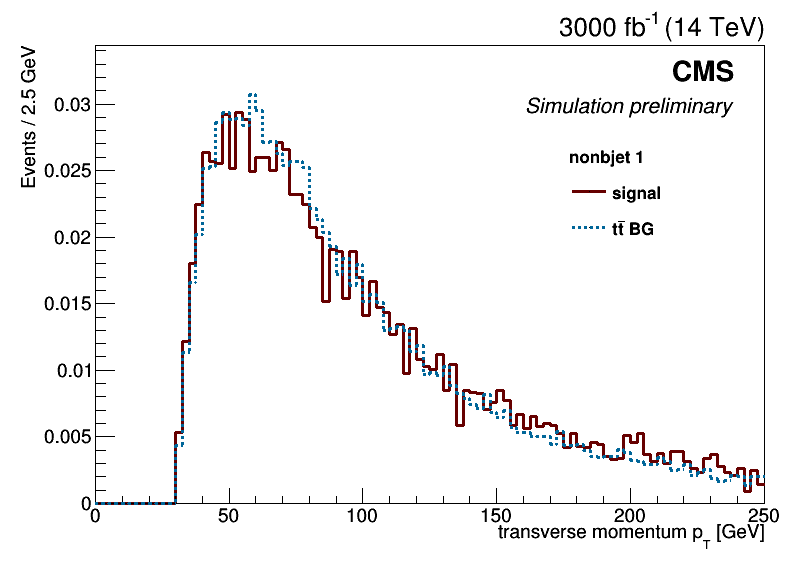 3000 fb⁻¹ (14 TeV)
CMS
Simulation preliminary
nonbjet 1
signal
tt̄ BG
Events / 2.5 GeV
0.03
0.025
0.02
0.015
0.01
0.005
0
0 50 100 150 200 250
transverse momentum p_T [GeV]